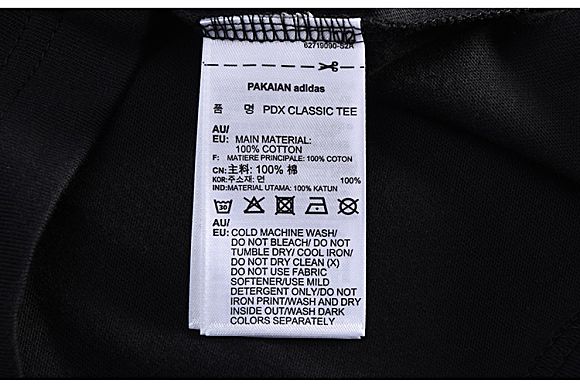 62719090-S2R
PAKAIAN adidas
품 명 PDX CLASSIC TEE
AU/
EU: MAIN MATERIAL:
100% COTTON
F: MATIERE PRINCIPALE: 100% COTON
CN: 主料: 100% 棉
KOR: 주소재: 면 100%
IND: MATERIAL UTAMA: 100% KATUN
30
AU/
EU: COLD MACHINE WASH/
DO NOT BLEACH/ DO NOT
TUMBLE DRY/ COOL IRON/
DO NOT DRY CLEAN (X)
DO NOT USE FABRIC
SOFTENER/USE MILD
DETERGENT ONLY/DO NOT
IRON PRINT/WASH AND DRY
INSIDE OUT/WASH DARK
COLORS SEPARATELY